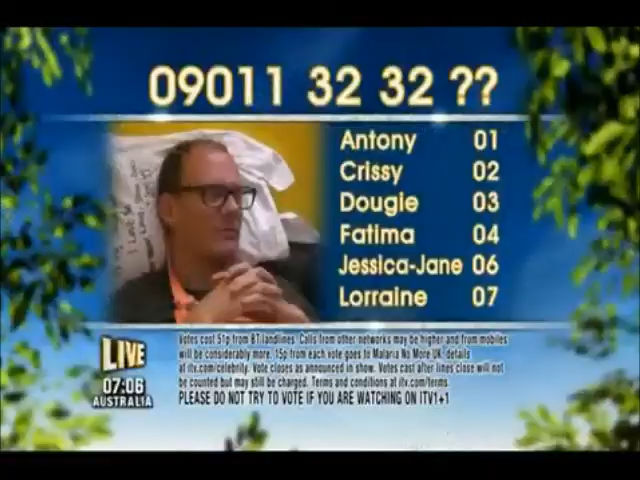 09011 32 32 ??
Antony 01
Crissy 02
Dougie 03
Fatima 04
Jessica-Jane 06
Lorraine 07
Votes cost 51p from BT landlines. Calls from other networks may be higher and from mobiles
will be considerably more. 15p from each vote goes to Malaria No More UK, details
at itv.com/celebrity. Vote closes as announced in show. Votes cast after lines close will not
be counted but may still be charged. Terms and conditions at itv.com/terms.
PLEASE DO NOT TRY TO VOTE IF YOU ARE WATCHING ON ITV1+1
LIVE
07:06
AUSTRALIA